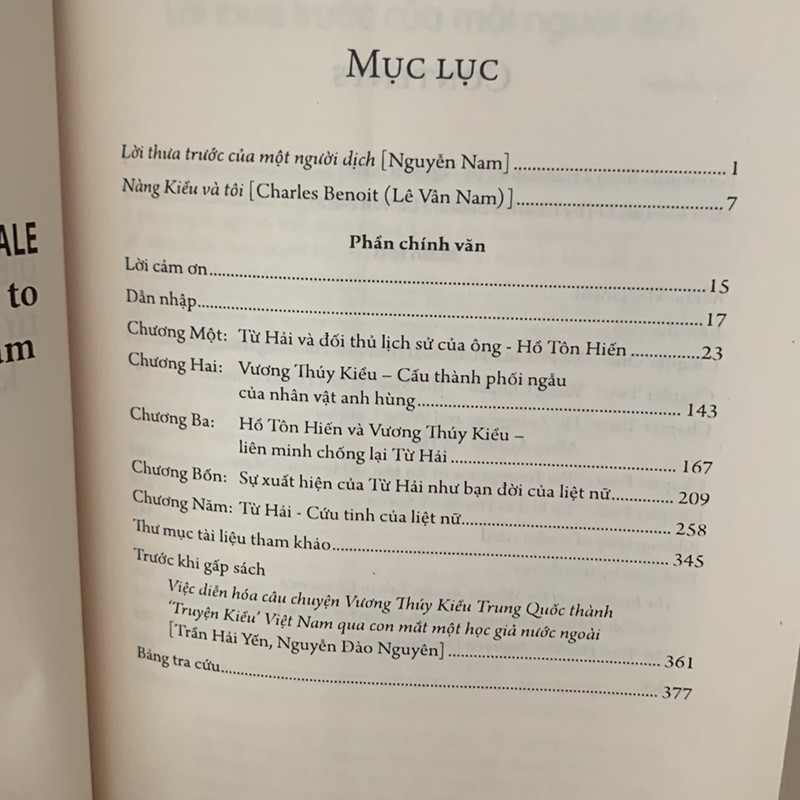 MỤC LỤC
Lời thưa trước của một người dịch [Nguyễn Nam] ........ 1
Nàng Kiều và tôi [Charles Benoit (Lê Vân Nam)] ........ 7
Phần chính văn
Lời cảm ơn ........ 15
Dẫn nhập ........ 17
Chương Một: Từ Hải và đối thủ lịch sử của ông - Hồ Tôn Hiến ........ 23
Chương Hai: Vương Thúy Kiều – Cấu thành phối ngẫu
của nhân vật anh hùng ........ 143
Chương Ba: Hồ Tôn Hiến và Vương Thúy Kiều –
liên minh chống lại Từ Hải ........ 167
Chương Bốn: Sự xuất hiện của Từ Hải như bạn đời của liệt nữ ........ 209
Chương Năm: Từ Hải - Cứu tinh của liệt nữ ........ 258
Thư mục tài liệu tham khảo ........ 345
Trước khi gấp sách
Việc diễn hóa câu chuyện Vương Thúy Kiều Trung Quốc thành
‘Truyện Kiều’ Việt Nam qua con mắt một học giả nước ngoài
[Trần Hải Yến, Nguyễn Đào Nguyên] ........ 361
Bảng tra cứu ........ 377
ALE
to
am